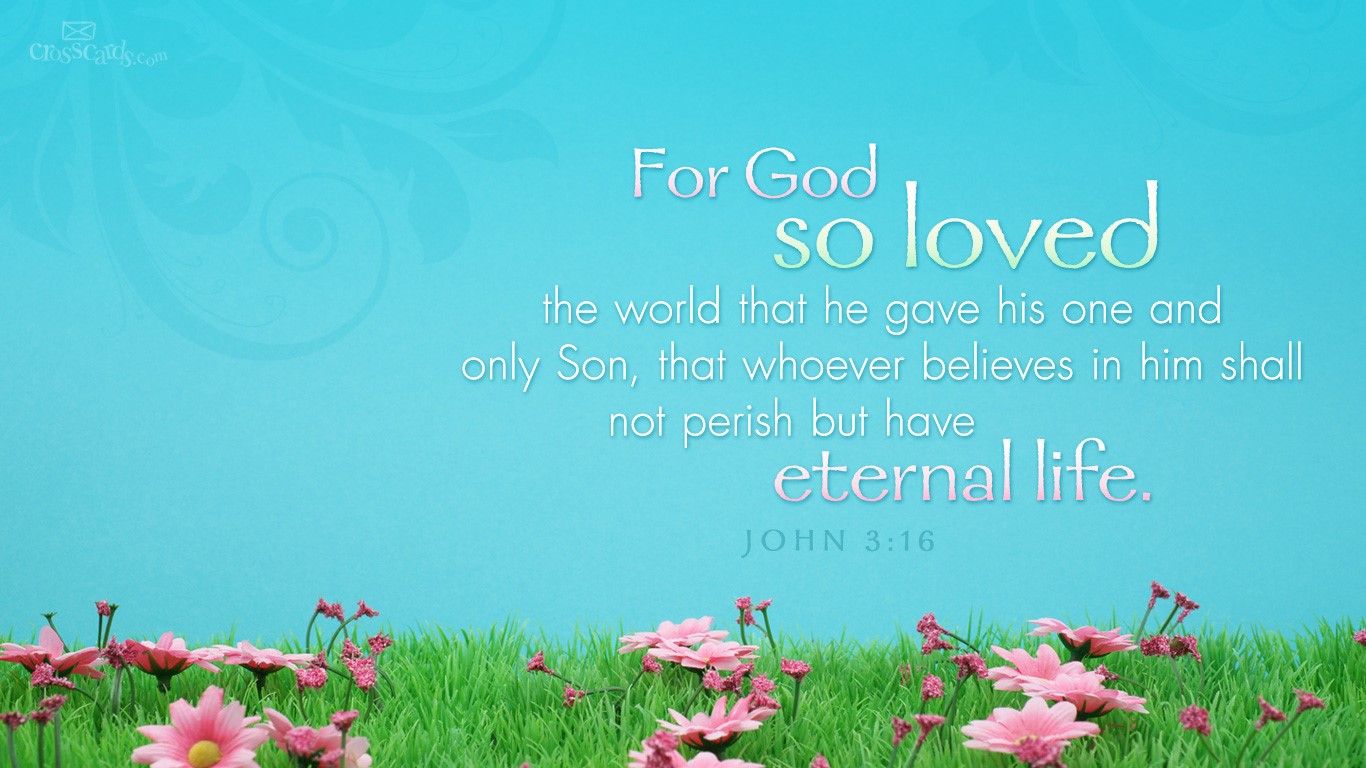 crosscards.com
For God
so loved
the world that he gave his one and
only Son, that whoever believes in him shall
not perish but have
eternal life.
JOHN 3:16